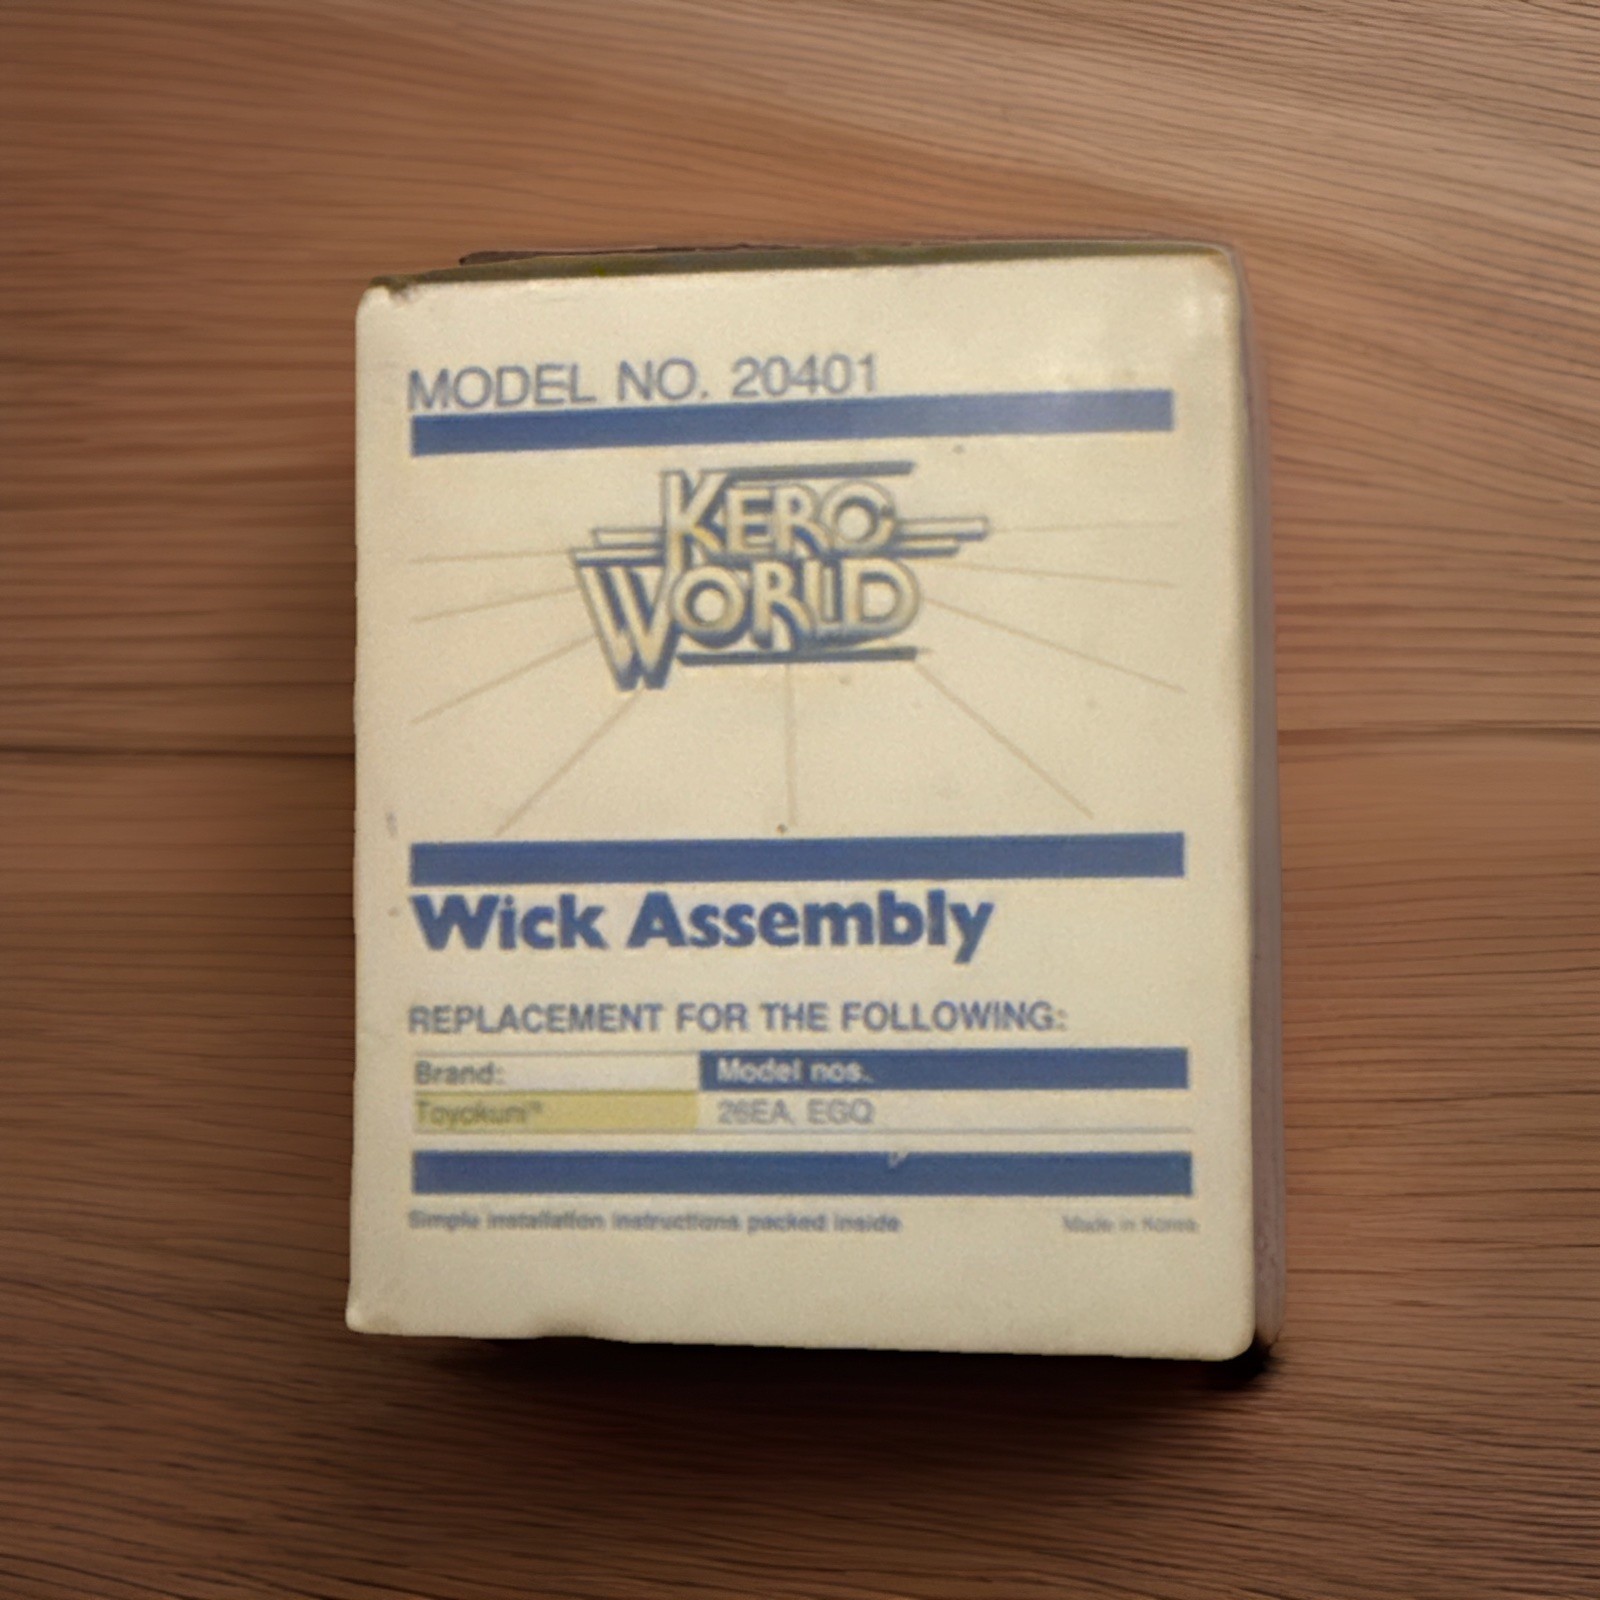 MODEL NO. 20401
KERO
WORLD
Wick Assembly
REPLACEMENT FOR THE FOLLOWING:
Brand: Model nos.
Toyokuni™ 26EA, EGQ
Simple installation instructions packed inside Made in Korea